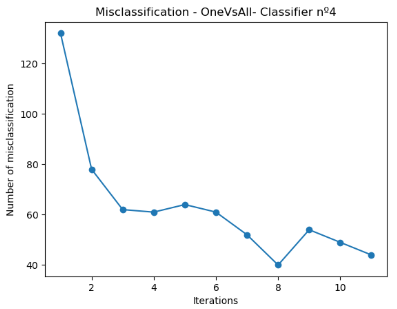 Misclassification - OneVsAll- Classifier nº4
Number of misclassification
120
100
80
60
40
2 4 6 8 10
Iterations